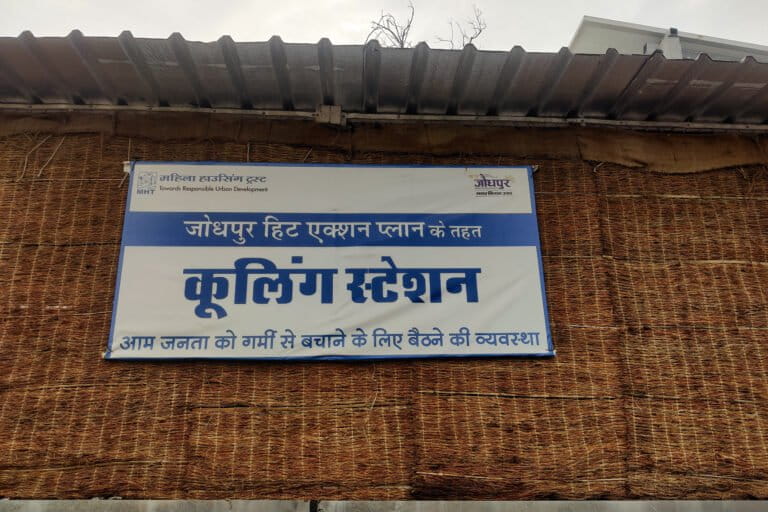 महिला हाउसिंग ट्रस्ट
MHT
Towards Responsible Urban Development
जोधपुर
जोधपुर हिट एक्शन प्लान के तहत
कूलिंग स्टेशन
आम जनता को गर्मी से बचाने के लिए बैठने की व्यवस्था